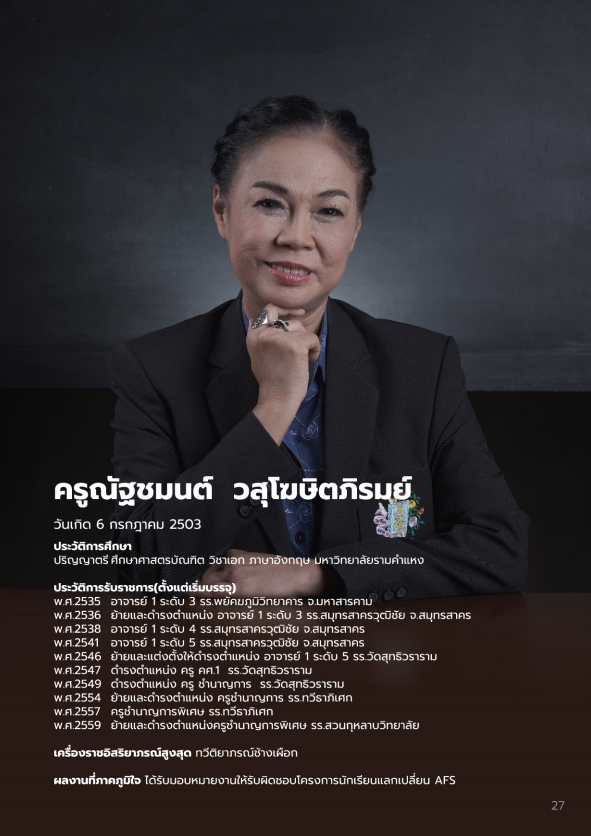 ครูณัฐชมนต์ วสุโฆษิตภิรมย์
วันเกิด 6 กรกฎาคม 2503
ประวัติการศึกษา
ปริญญาตรี ศึกษาศาสตรบัณฑิต วิชาเอก ภาษาอังกฤษ มหาวิทยาลัยรามคำแหง
ประวัติการรับราชการ(ตั้งแต่เริ่มบรรจุ)
พ.ศ.2535 อาจารย์ 1 ระดับ 3 รร.พยัคฆภูมิวิทยาคาร จ.มหาสารคาม
พ.ศ.2536 ย้ายและดำรงตำแหน่ง อาจารย์ 1 ระดับ 3 รร.สมุทรสาครวุฒิชัย จ.สมุทรสาคร
พ.ศ.2538 อาจารย์ 1 ระดับ 4 รร.สมุทรสาครวุฒิชัย จ.สมุทรสาคร
พ.ศ.2541 อาจารย์ 1 ระดับ 5 รร.สมุทรสาครวุฒิชัย จ.สมุทรสาคร
พ.ศ.2546 ย้ายและแต่งตั้งให้ดำรงตำแหน่ง อาจารย์ 1 ระดับ 5 รร.วัดสุทธิวราราม
พ.ศ.2547 ดำรงตำแหน่ง ครู คศ.1 รร.วัดสุทธิวราราม
พ.ศ.2549 ดำรงตำแหน่ง ครู ชำนาญการ รร.วัดสุทธิวราราม
พ.ศ.2554 ย้ายและดำรงตำแหน่ง ครูชำนาญการ รร.ทวีธาภิเศก
พ.ศ.2557 ครูชำนาญการพิเศษ รร.ทวีธาภิเศก
พ.ศ.2559 ย้ายและดำรงตำแหน่งครูชำนาญการพิเศษ รร.สวนกุหลาบวิทยาลัย
เครื่องราชอิสริยาภรณ์สูงสุด ทวีติยาภรณ์ช้างเผือก
ผลงานที่ภาคภูมิใจ ได้รับมอบหมายงานให้รับผิดชอบโครงการนักเรียนแลกเปลี่ยน AFS
27